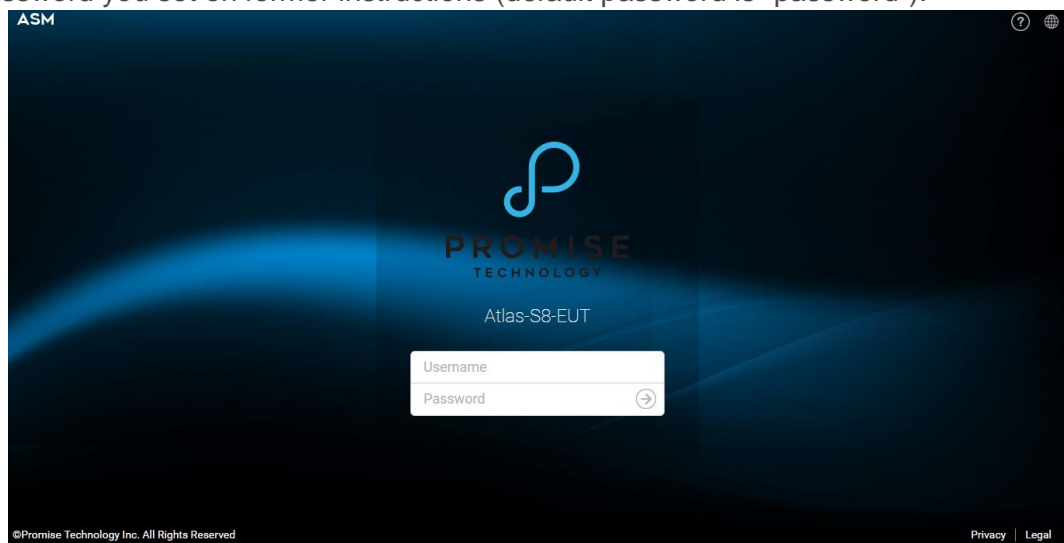 you set on former instructions (default password is "password").
ASM
?
PROMISE
TECHNOLOGY
Atlas-S8-EUT
Username
Password
©Promise Technology Inc. All Rights Reserved
Privacy | Legal